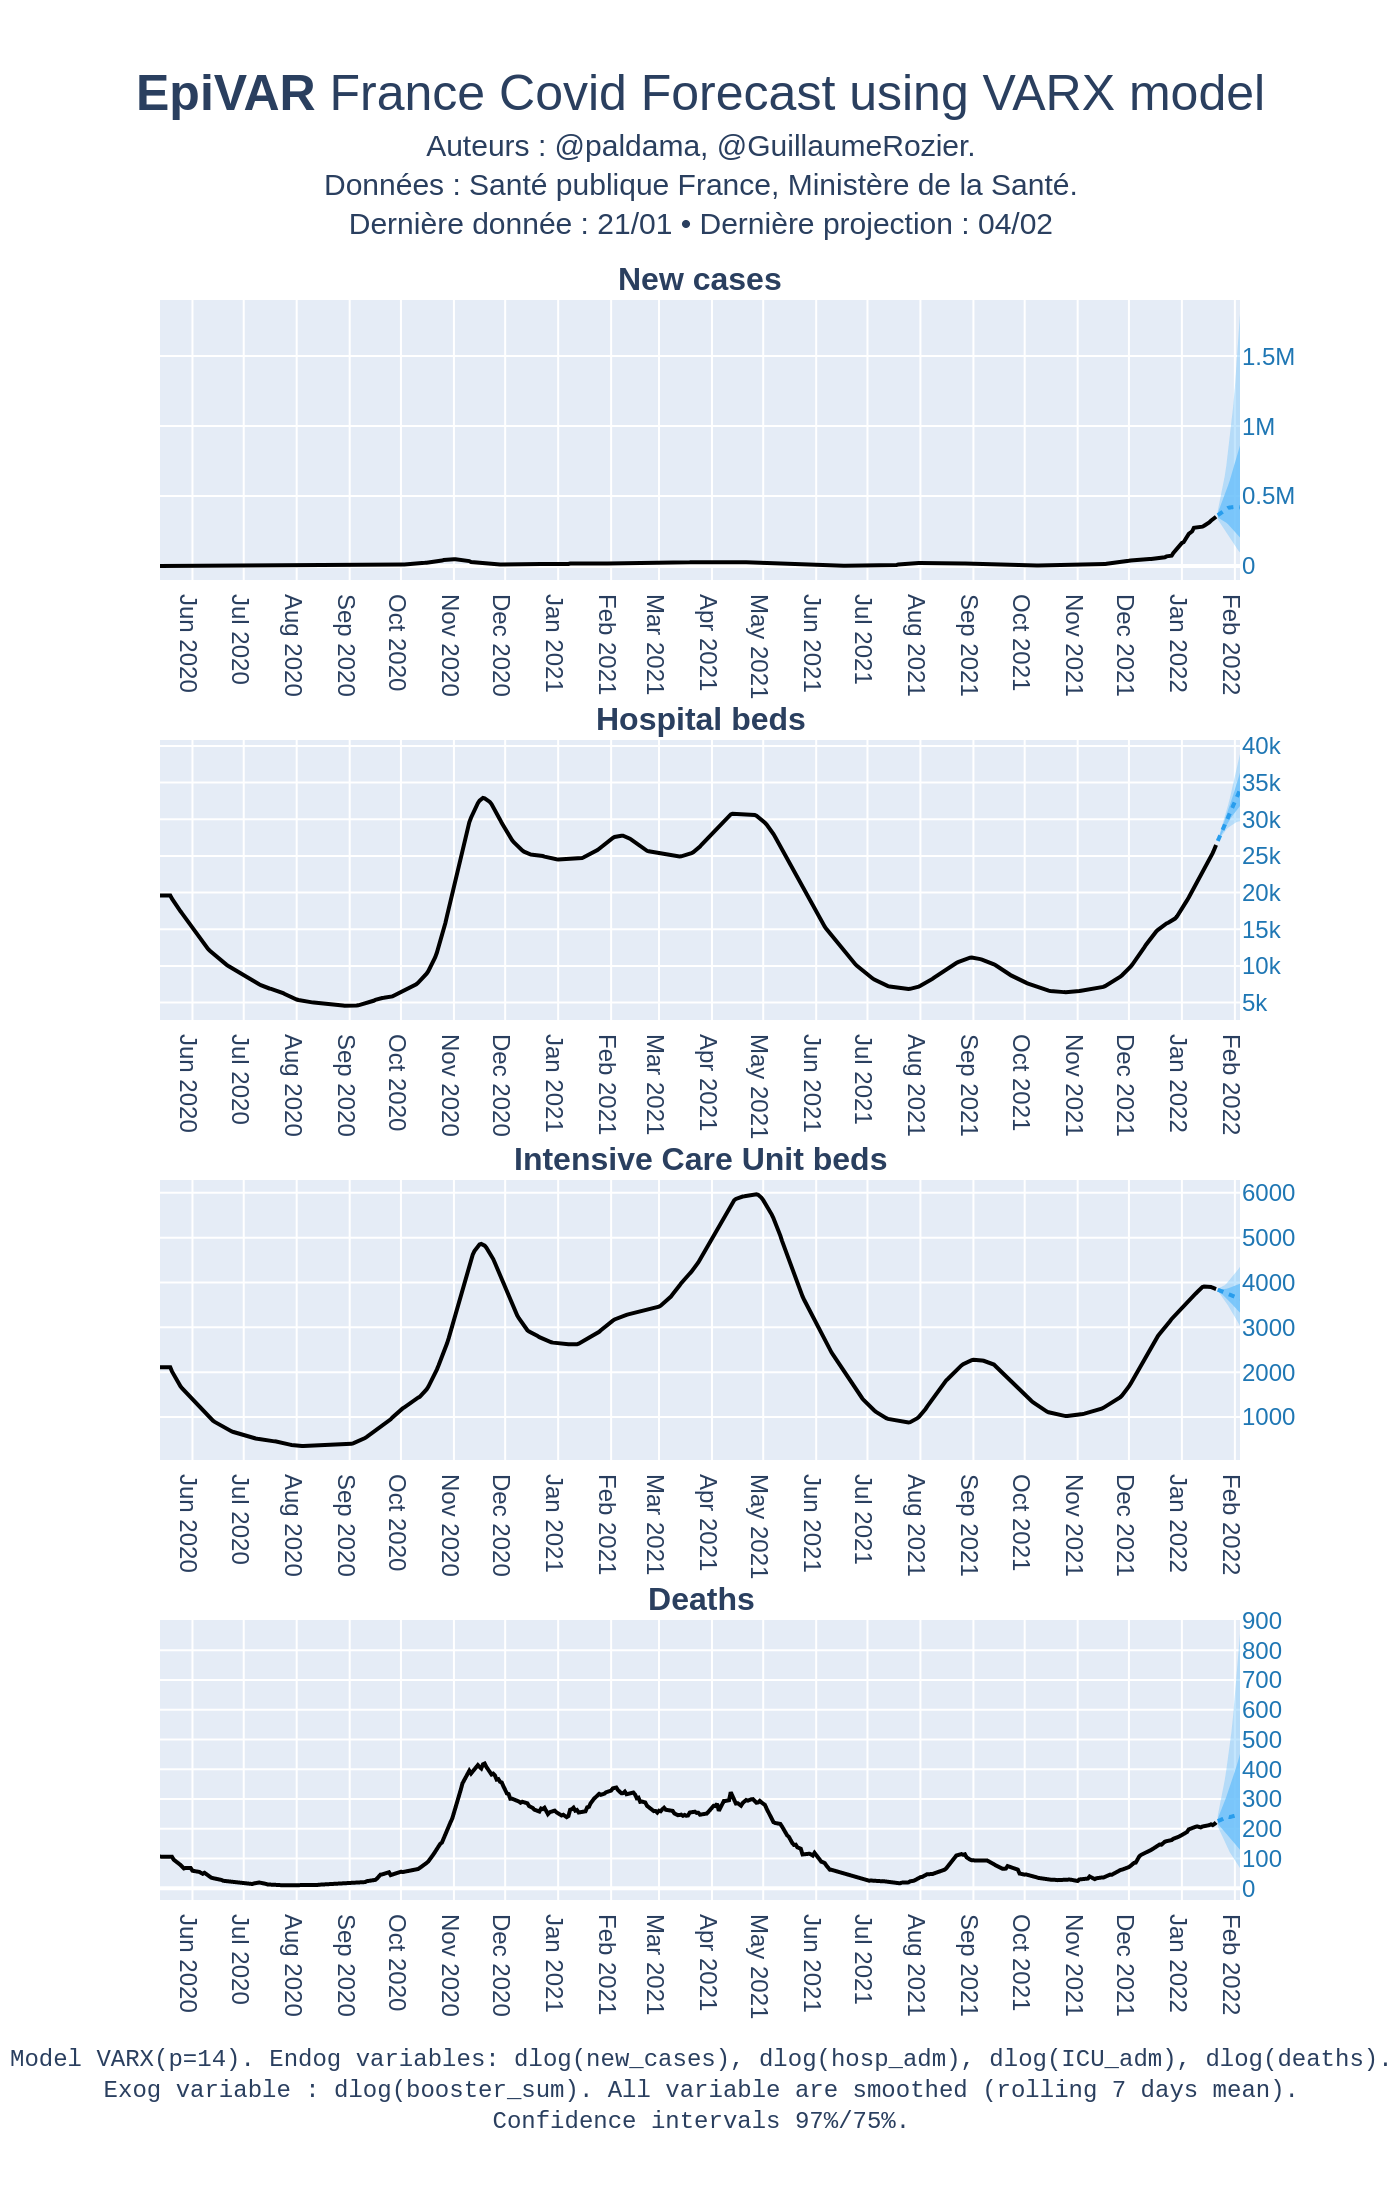 EpiVAR France Covid Forecast using VARX model
Auteurs : @paldama, @GuillaumeRozier.
Données : Santé publique France, Ministère de la Santé.
Dernière donnée : 21/01 • Dernière projection : 04/02
New cases
1.5M
1M
0.5M
0
Jun 2020
Jul 2020
Aug 2020
Sep 2020
Oct 2020
Nov 2020
Dec 2020
Jan 2021
Feb 2021
Mar 2021
Apr 2021
May 2021
Jun 2021
Jul 2021
Aug 2021
Sep 2021
Oct 2021
Nov 2021
Dec 2021
Jan 2022
Feb 2022
Hospital beds
40k
35k
30k
25k
20k
15k
10k
5k
Jun 2020
Jul 2020
Aug 2020
Sep 2020
Oct 2020
Nov 2020
Dec 2020
Jan 2021
Feb 2021
Mar 2021
Apr 2021
May 2021
Jun 2021
Jul 2021
Aug 2021
Sep 2021
Oct 2021
Nov 2021
Dec 2021
Jan 2022
Feb 2022
Intensive Care Unit beds
6000
5000
4000
3000
2000
1000
Jun 2020
Jul 2020
Aug 2020
Sep 2020
Oct 2020
Nov 2020
Dec 2020
Jan 2021
Feb 2021
Mar 2021
Apr 2021
May 2021
Jun 2021
Jul 2021
Aug 2021
Sep 2021
Oct 2021
Nov 2021
Dec 2021
Jan 2022
Feb 2022
Deaths
900
800
700
600
500
400
300
200
100
0
Jun 2020
Jul 2020
Aug 2020
Sep 2020
Oct 2020
Nov 2020
Dec 2020
Jan 2021
Feb 2021
Mar 2021
Apr 2021
May 2021
Jun 2021
Jul 2021
Aug 2021
Sep 2021
Oct 2021
Nov 2021
Dec 2021
Jan 2022
Feb 2022
Model VARX(p=14). Endog variables: dlog(new_cases), dlog(hosp_adm), dlog(ICU_adm), dlog(deaths).
Exog variable : dlog(booster_sum). All variable are smoothed (rolling 7 days mean).
Confidence intervals 97%/75%.